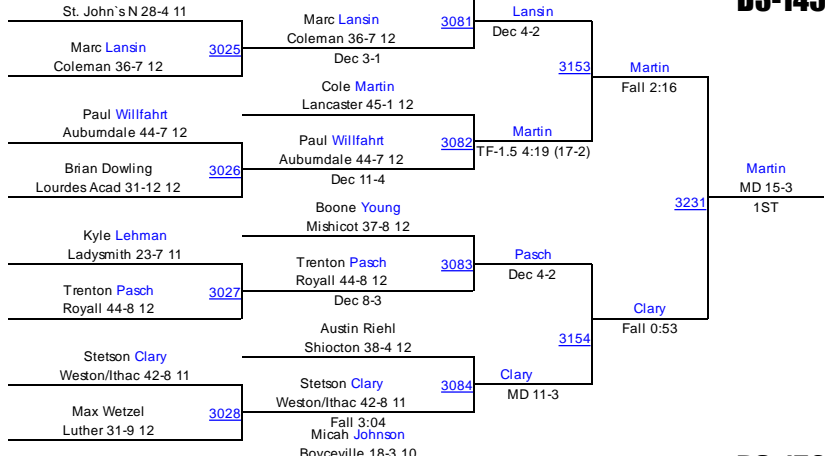 St. John`s N 28-4 11
Marc Lansin
Coleman 36-7 12
3025
Paul Willfahrt
Auburndale 44-7 12
Brian Dowling
Lourdes Acad 31-12 12
3026
Kyle Lehman
Ladysmith 23-7 11
Trenton Pasch
Royall 44-8 12
3027
Stetson Clary
Weston/Ithac 42-8 11
Max Wetzel
Luther 31-9 12
3028
Marc Lansin
Coleman 36-7 12
Dec 3-1
3081
Cole Martin
Lancaster 45-1 12
Paul Willfahrt
Auburndale 44-7 12
Dec 11-4
3082
Boone Young
Mishicot 37-8 12
Trenton Pasch
Royall 44-8 12
Dec 8-3
3083
Austin Riehl
Shiocton 38-4 12
Stetson Clary
Weston/Ithac 42-8 11
Fall 3:04
3084
Micah Johnson
Boyceville 18-3 10
Lansin
Dec 4-2
3153
Martin
TF-1.5 4:19 (17-2)
Pasch
Dec 4-2
3154
Clary
MD 11-3
Martin
Fall 2:16
3231
Clary
Fall 0:53
Martin
MD 15-3
1ST